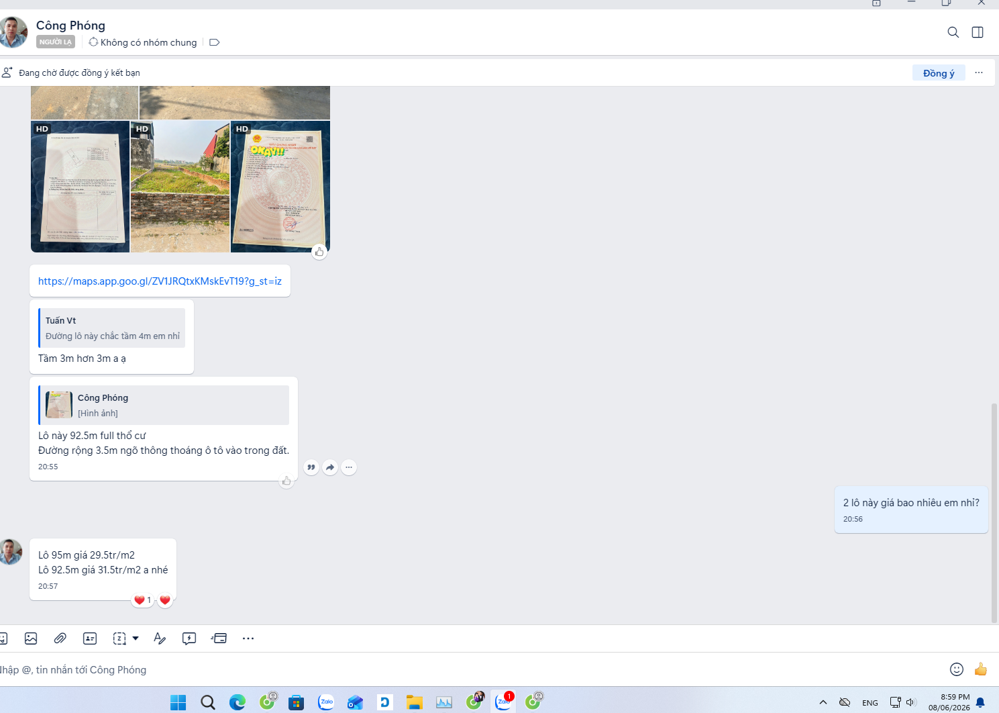 Công Phóng
NGƯỜI LẠ
Không có nhóm chung
Đang chờ được đồng ý kết bạn
Đồng ý
HD
HD
HD
OKAY!!
https://maps.app.goo.gl/ZV1JRQtxKMskEvT19?g_st=iz
Tuấn Vt
Đường lô này chắc tầm 4m em nhỉ
Tầm 3m hơn 3m a ạ
Công Phóng
[Hình ảnh]
Lô này 92.5m full thổ cư
Đường rộng 3.5m ngõ thông thoáng ô tô vào trong đất.
20:55
2 lô này giá bao nhiêu em nhỉ?
20:56
Lô 95m giá 29.5tr/m2
Lô 92.5m giá 31.5tr/m2 a nhé
20:57
1
Nhập @, tin nhắn tới Công Phóng
Zalo
1
ENG
8:59 PM
08/06/2026